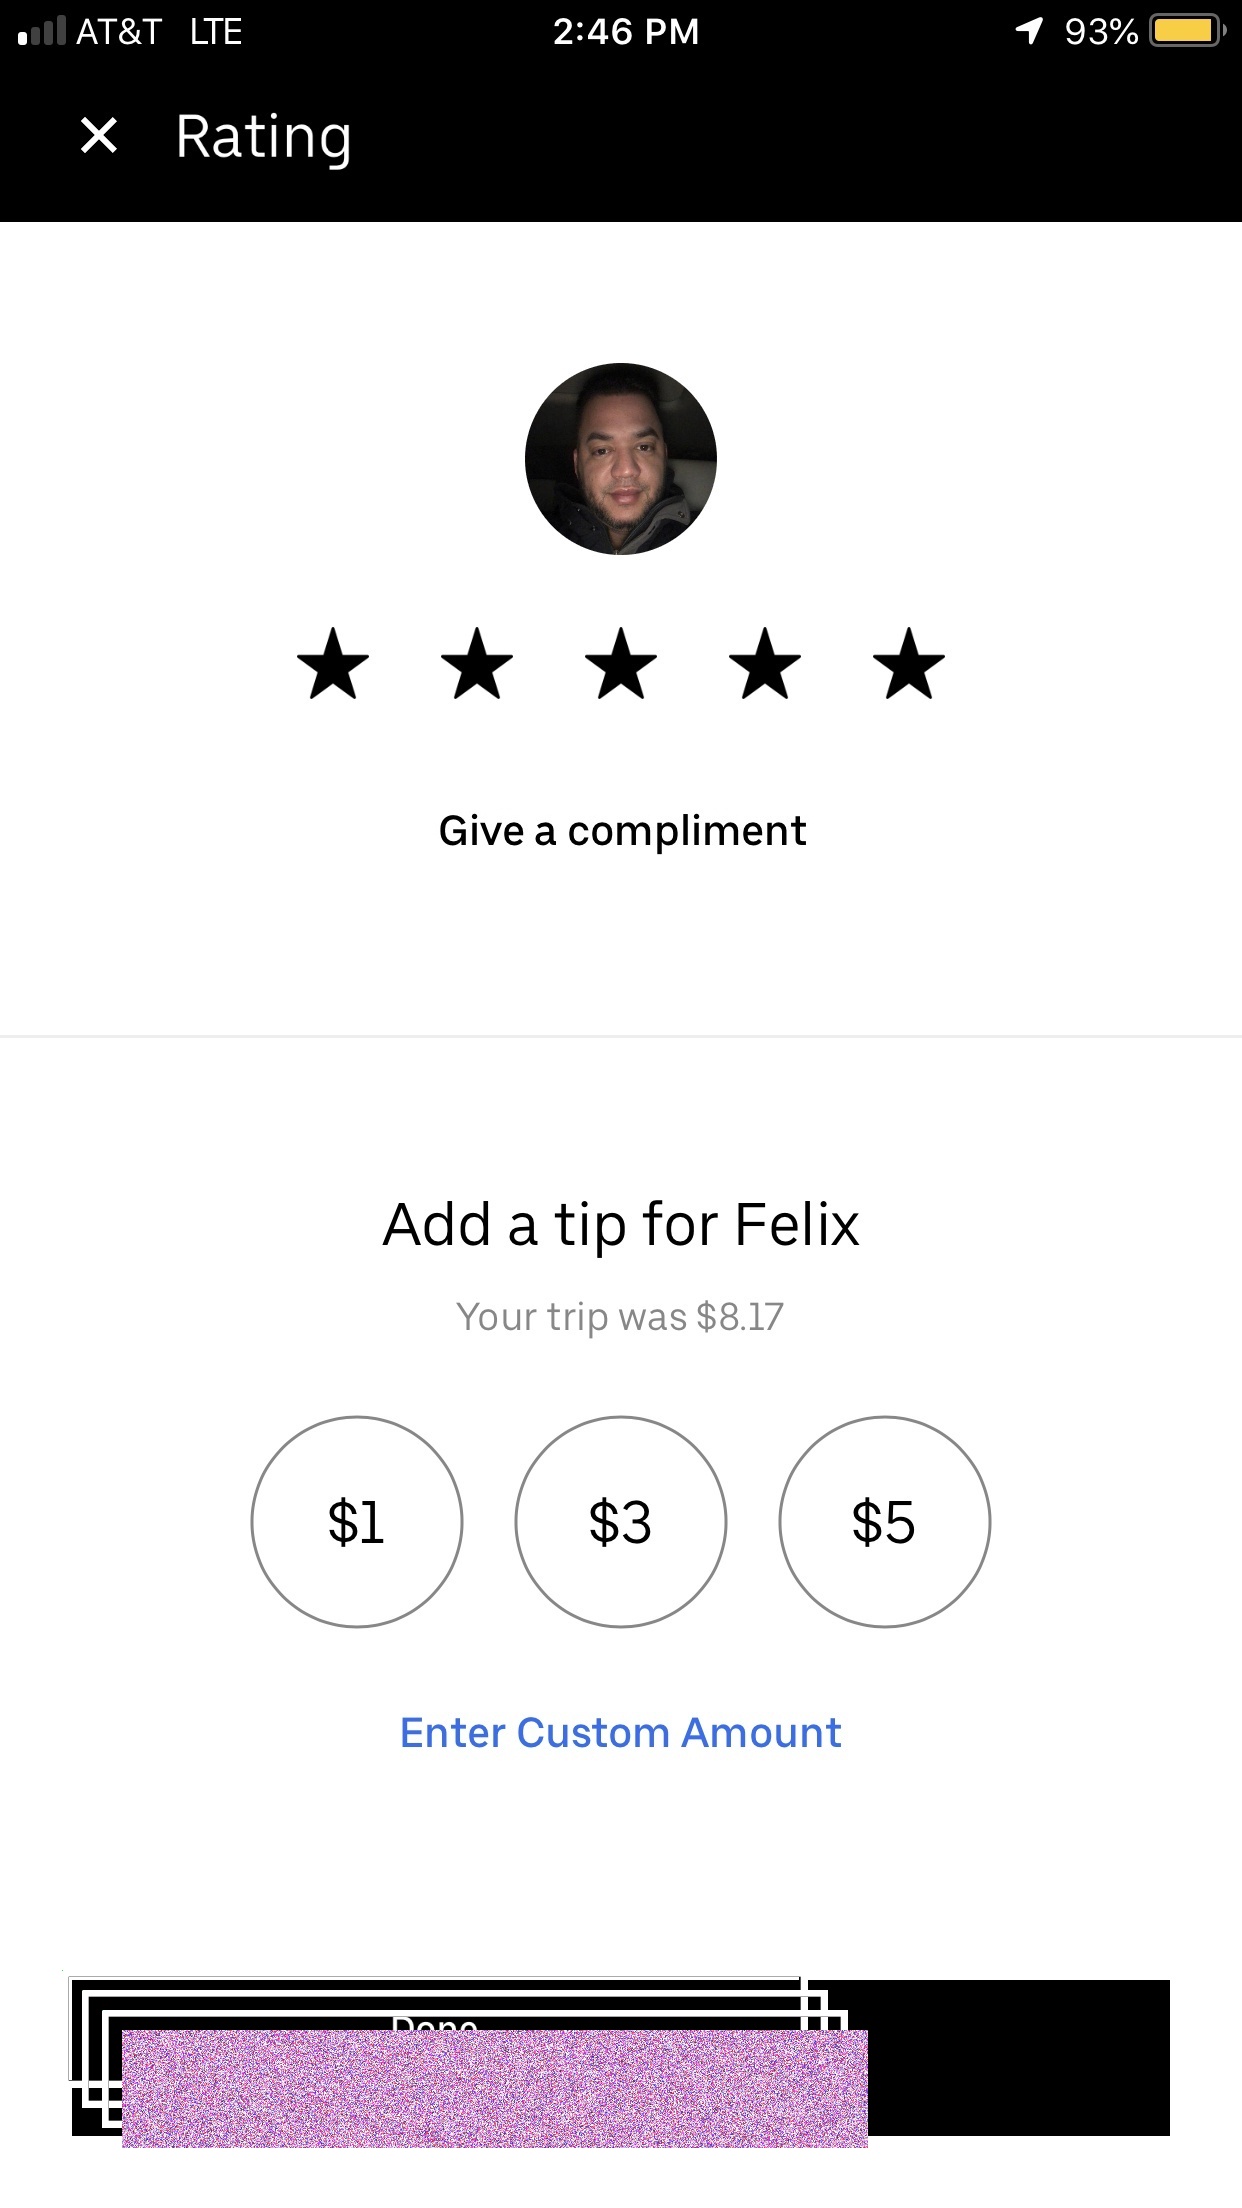 AT&T LTE 2:46 PM 93%
Rating
Give a compliment
Add a tip for Felix
Your trip was $8.17
$1 $3 $5
Enter Custom Amount
Done